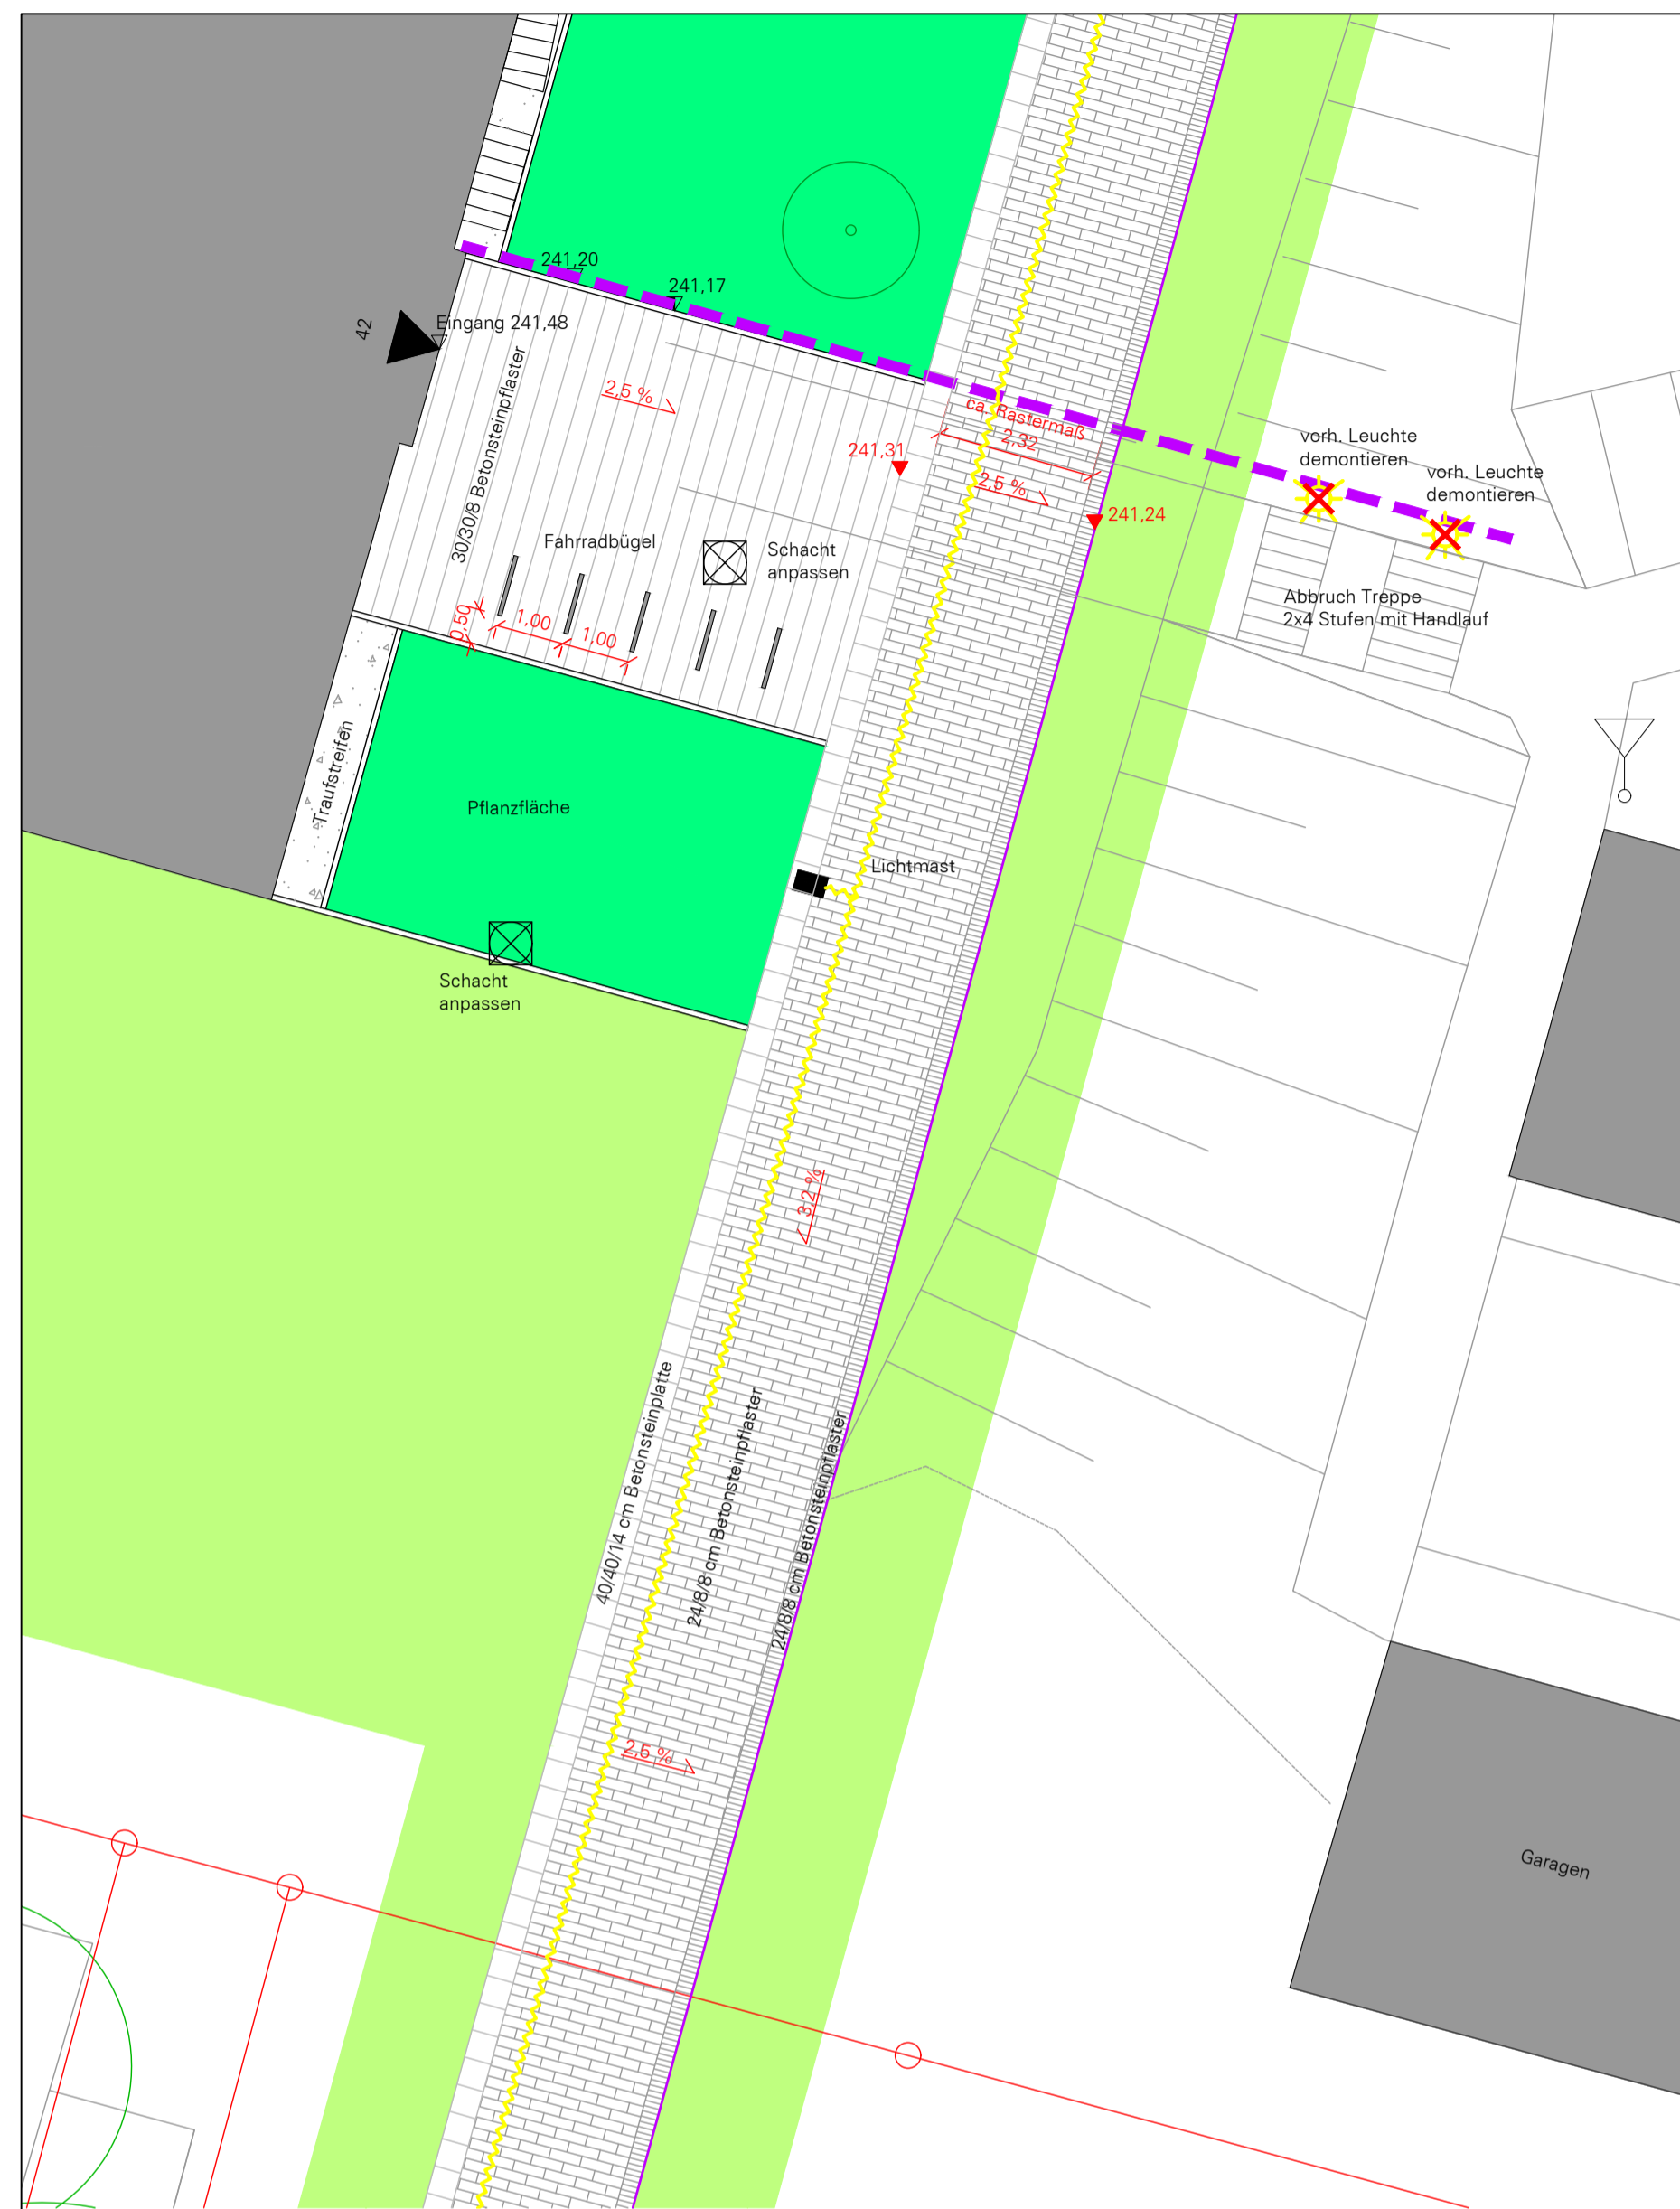 241,20
241,17
42
Eingang 241,48
30/30/8 Betonsteinpflaster
2,5 %
ca. Rastermaß
2,32
241,31
2,5 %
241,24
vorh. Leuchte
demontieren
vorh. Leuchte
demontieren
Fahrradbügel
Schacht
anpassen
0,50
1,00
1,00
Abbruch Treppe
2x4 Stufen mit Handlauf
Traufstreifen
Pflanzfläche
Lichtmast
Schacht
anpassen
3,2 %
40/40/14 cm Betonsteinplatte
24/8/8 cm Betonsteinpflaster
24/8/8 cm Betonsteinpflaster
2,5 %
Garagen